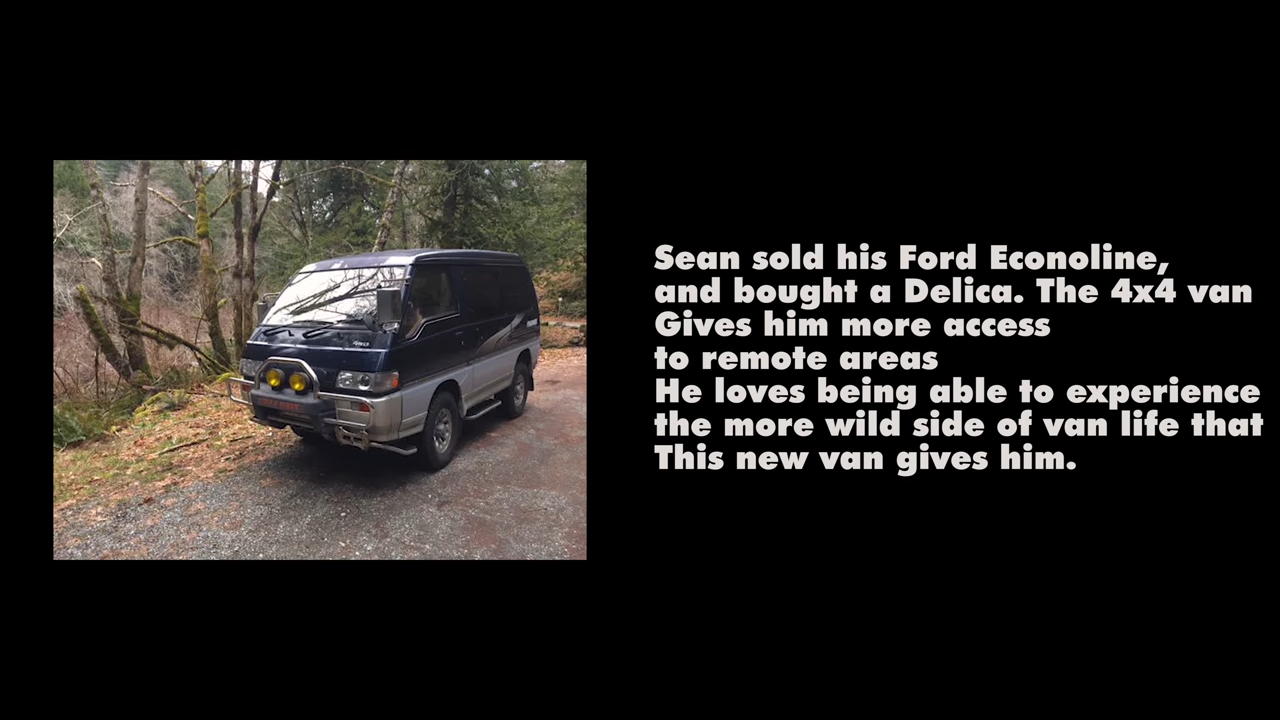 Sean sold his Ford Econoline,
and bought a Delica. The 4x4 van
Gives him more access
to remote areas
He loves being able to experience
the more wild side of van life that
This new van gives him.